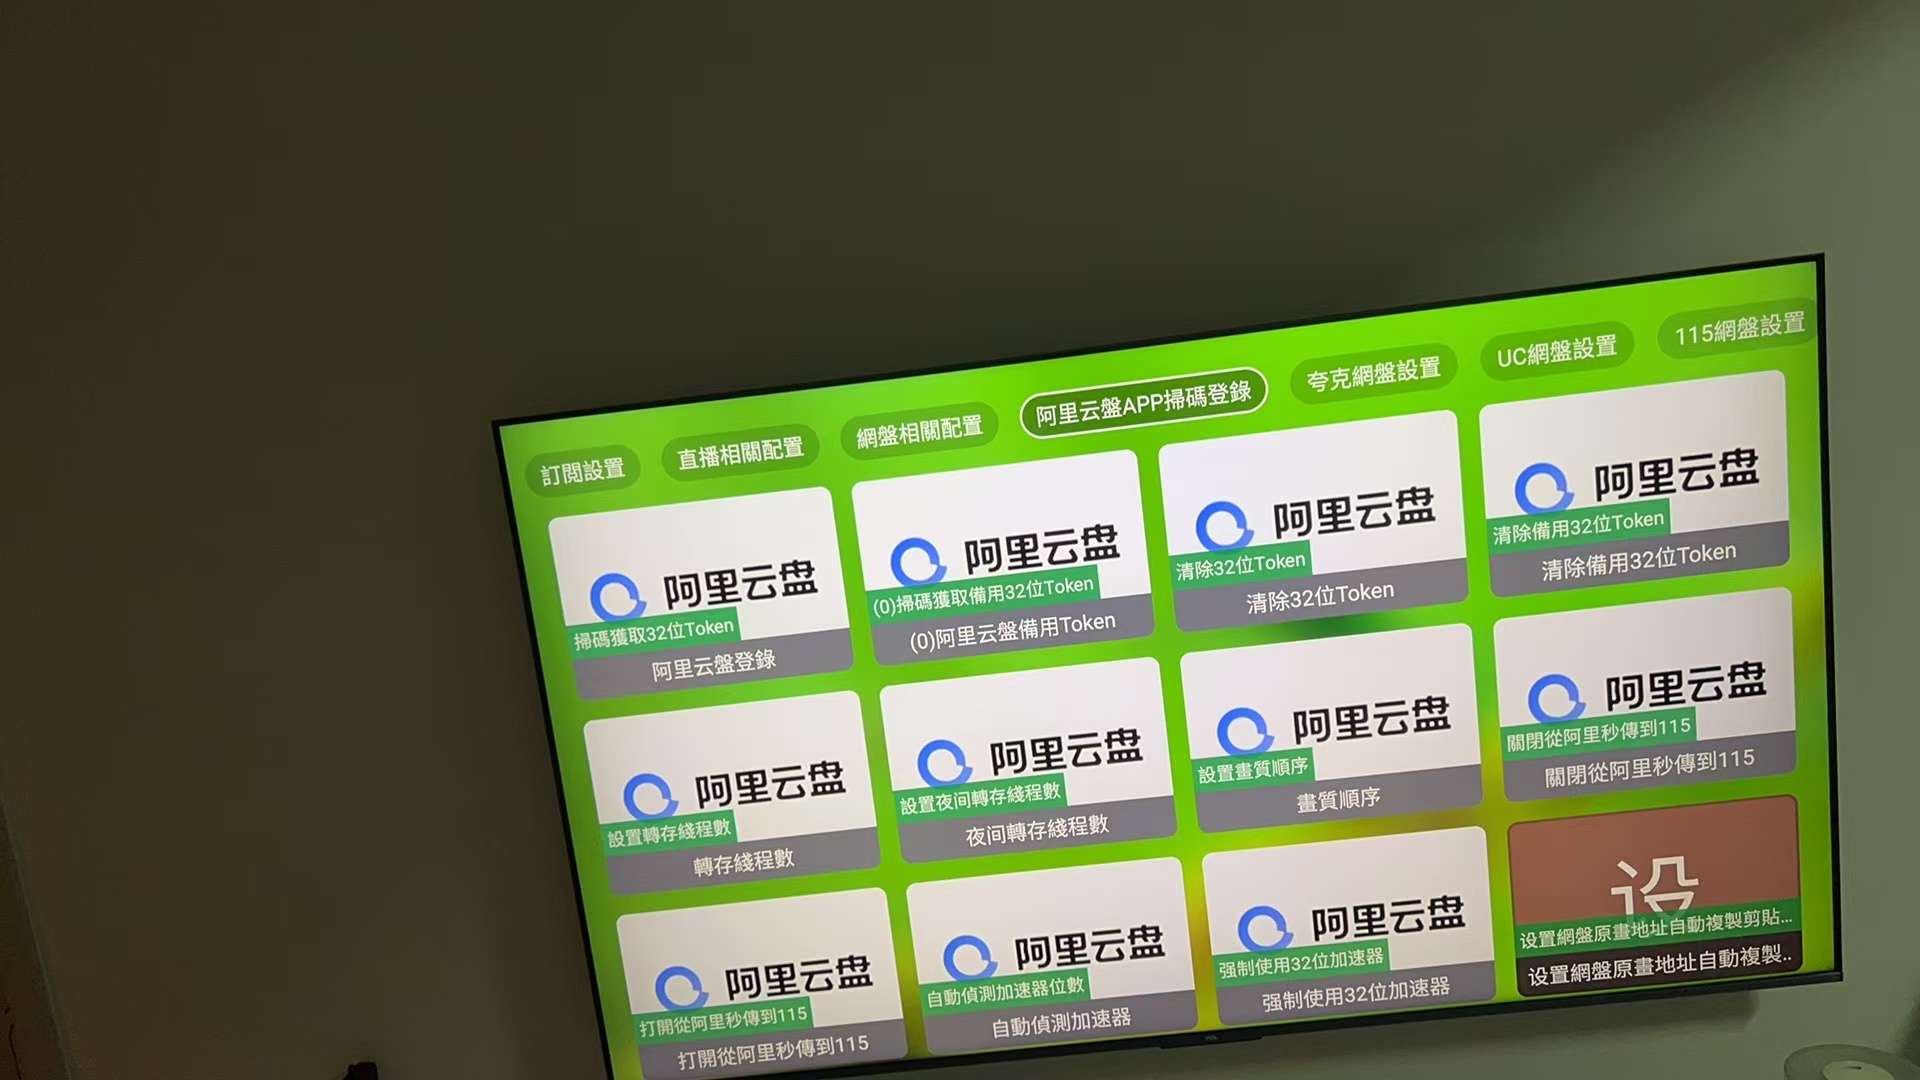 訂閱設置
直播相關配置
網盤相關配置
阿里云盤APP掃碼登錄
夸克網盤設置
UC網盤設置
115網盤設置
阿里云盘
掃碼獲取32位Token
阿里云盤登錄
阿里云盘
(0)掃碼獲取備用32位Token
(0)阿里云盤備用Token
阿里云盘
清除32位Token
清除32位Token
阿里云盘
清除備用32位Token
清除備用32位Token
阿里云盘
設置轉存綫程數
轉存綫程數
阿里云盘
設置夜间轉存綫程數
夜间轉存綫程數
阿里云盘
設置畫質順序
畫質順序
阿里云盘
關閉從阿里秒傳到115
關閉從阿里秒傳到115
阿里云盘
打開從阿里秒傳到115
打開從阿里秒傳到115
阿里云盘
自動偵測加速器位數
自動偵測加速器
阿里云盘
强制使用32位加速器
强制使用32位加速器
设
设置網盤原畫地址自動複製剪貼...
设置網盤原畫地址自動複製..